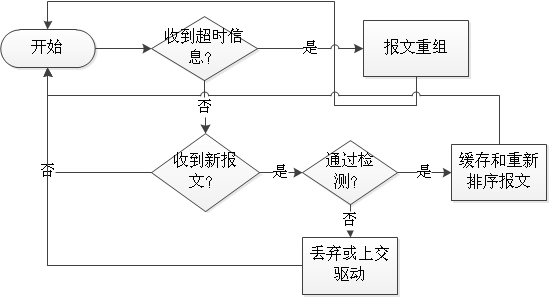 开始
收到超时信
息?
是
报文重组
否
收到新报
文?
是
通过检
测?
是
缓存和重新
排序报文
否
否
丢弃或上交
驱动